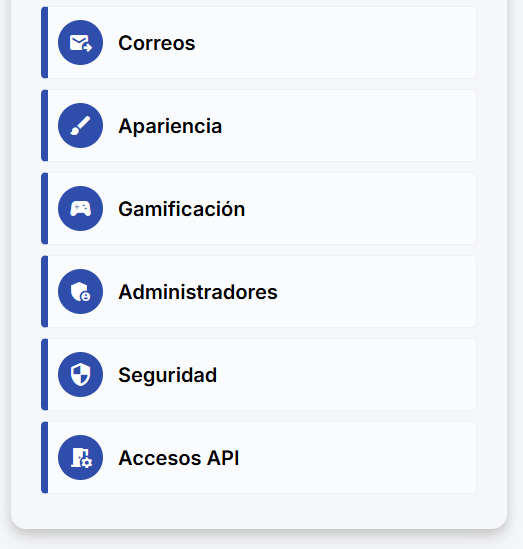 Correos
Apariencia
Gamificación
Administradores
Seguridad
Accesos API